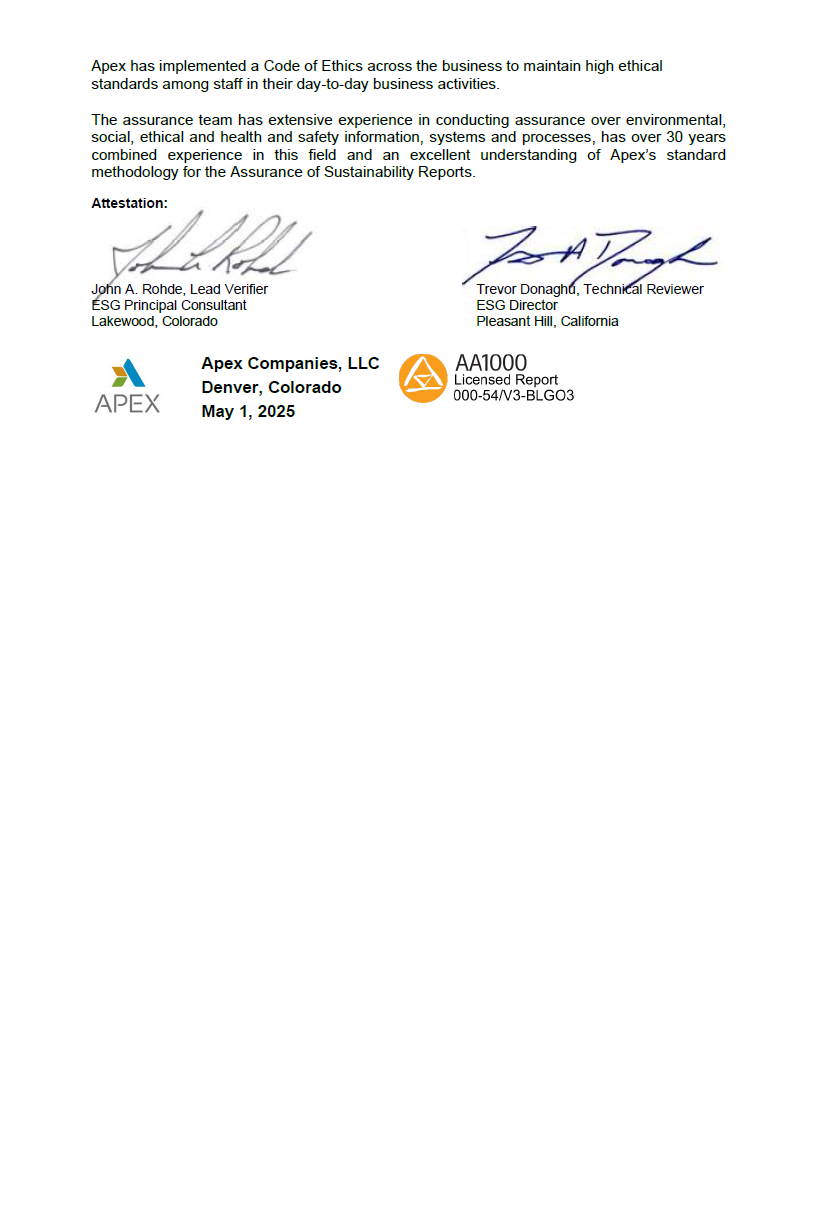 Apex has implemented a Code of Ethics across the business to maintain high ethical
standards among staff in their day-to-day business activities.
The assurance team has extensive experience in conducting assurance over environmental,
social, ethical and health and safety information, systems and processes, has over 30 years
combined experience in this field and an excellent understanding of Apex’s standard
methodology for the Assurance of Sustainability Reports.
Attestation:
John A. Rohde, Lead Verifier
ESG Principal Consultant
Lakewood, Colorado
Trevor Donaghu, Technical Reviewer
ESG Director
Pleasant Hill, California
APEX
Apex Companies, LLC
Denver, Colorado
May 1, 2025
AA1000
Licensed Report
000-54/V3-BLGO3